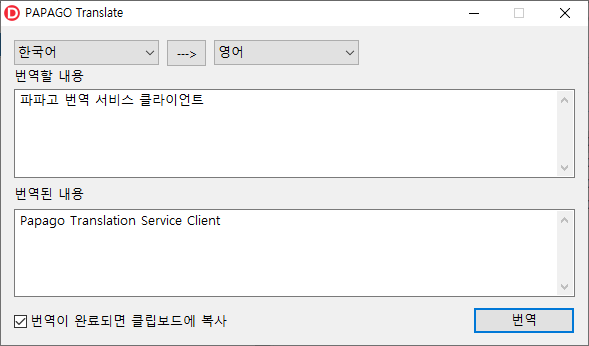 PAPAGO Translate
한국어 ---> 영어
번역할 내용
파파고 번역 서비스 클라이언트
번역된 내용
Papago Translation Service Client
번역이 완료되면 클립보드에 복사
번역